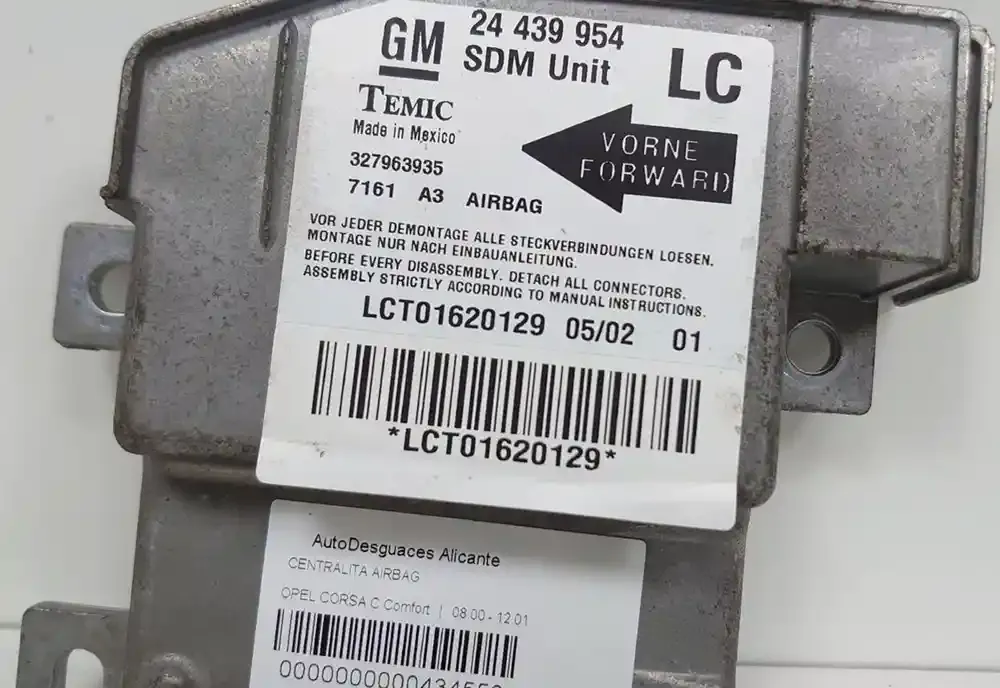 GM 24 439 954 LC
SDM Unit
TEMIC
Made in Mexico
VORNE
FORWARD
327963935
7161 A3 AIRBAG
VOR JEDER DEMONTAGE ALLE STECKVERBINDUNGEN LOESEN.
MONTAGE NUR NACH EINBAUANLEITUNG.
BEFORE EVERY DISASSEMBLY. DETACH ALL CONNECTORS.
ASSEMBLY STRICTLY ACCORDING TO MANUAL INSTRUCTIONS.
LCT01620129 05/02 01
*LCT01620129*
AutoDesguaces Alicante
CENTRALITA AIRBAG
OPEL CORSA C Comfort | 08.00 - 12.01